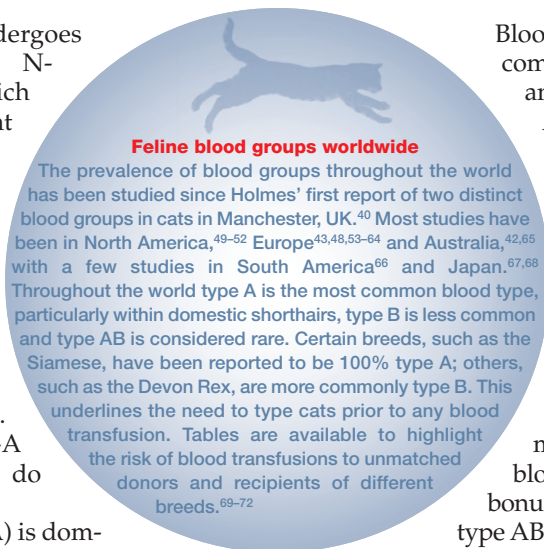 dergoes
N-
ich
nt
.
-A
do
A) is dom-
Feline blood groups worldwide
The prevalence of blood groups throughout the world
has been studied since Holmes’ first report of two distinct
blood groups in cats in Manchester, UK.40 Most studies have
been in North America,49–52 Europe43,48,53–64 and Australia,42,65
with a few studies in South America66 and Japan.67,68
Throughout the world type A is the most common blood type,
particularly within domestic shorthairs, type B is less common
and type AB is considered rare. Certain breeds, such as the
Siamese, have been reported to be 100% type A; others,
such as the Devon Rex, are more commonly type B. This
underlines the need to type cats prior to any blood
transfusion. Tables are available to highlight
the risk of blood transfusions to unmatched
donors and recipients of different
breeds.69–72
Bloo
com
an
m
blo
bonu
type AB